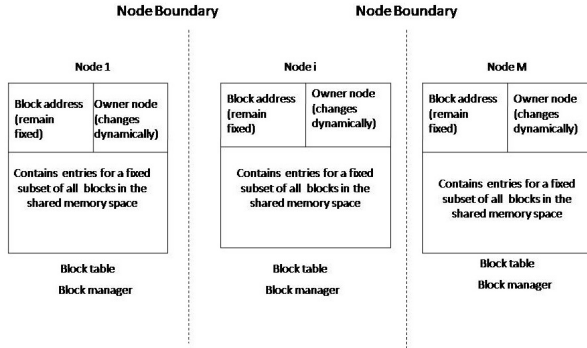 Node Boundary
Node Boundary
Node 1
Block address
(remain
fixed)
Owner node
(changes
dynamically)
Contains entries for a fixed
subset of all blocks in the
shared memory space
Block table
Block manager
Node i
Block address
(remain
fixed)
Owner node
(changes
dynamically)
Contains entries for a fixed
subset of all blocks in the
shared memory space
Block table
Block manager
Node M
Block address
(remain
fixed)
Owner node
(changes
dynamically)
Contains entries for a fixed
subset of all blocks in the
shared memory space
Block table
Block manager